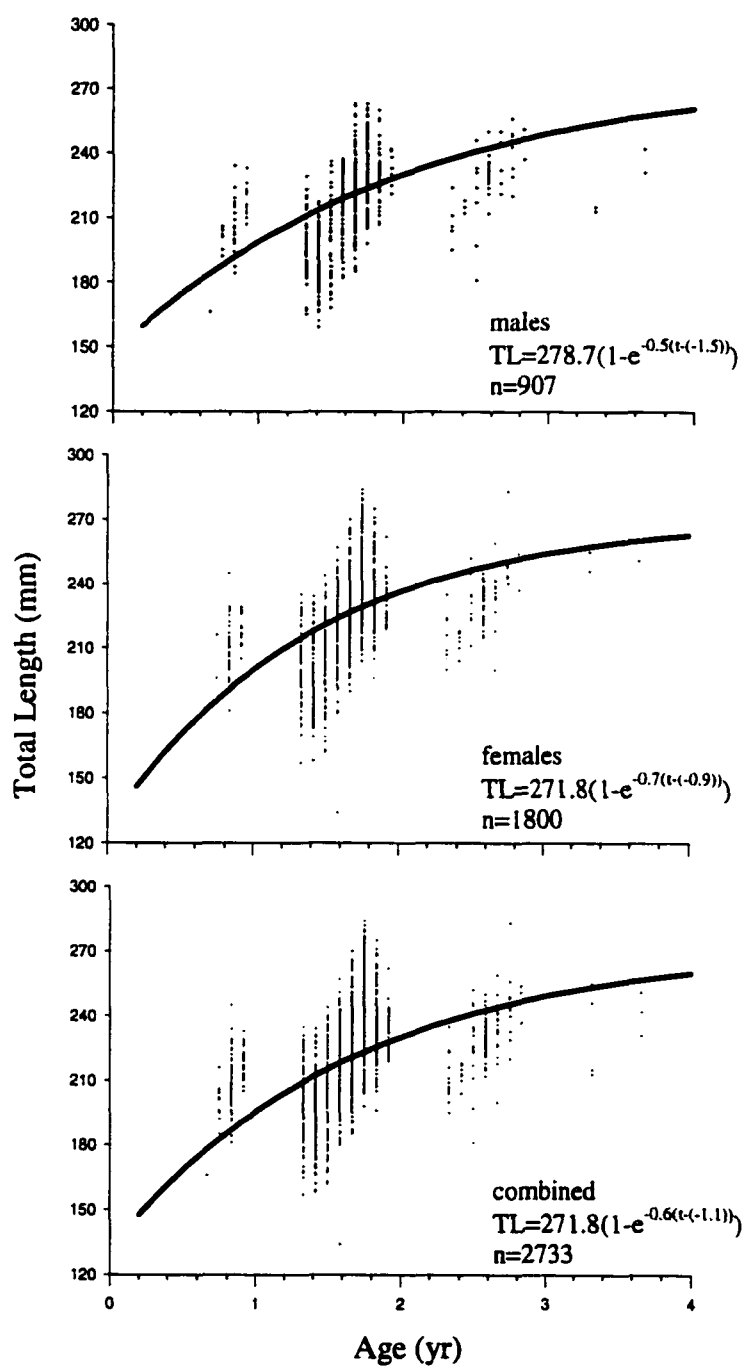 300
270
240
210
180
150
120
males
TL=278.7(1-e^-0.5(t-(-1.5)))
n=907
300
270
240
210
180
150
120
females
TL=271.8(1-e^-0.7(t-(-0.9)))
n=1800
Total Length (mm)
300
270
240
210
180
150
120
combined
TL=271.8(1-e^-0.6(t-(-1.1)))
n=2733
0 1 2 3 4
Age (yr)